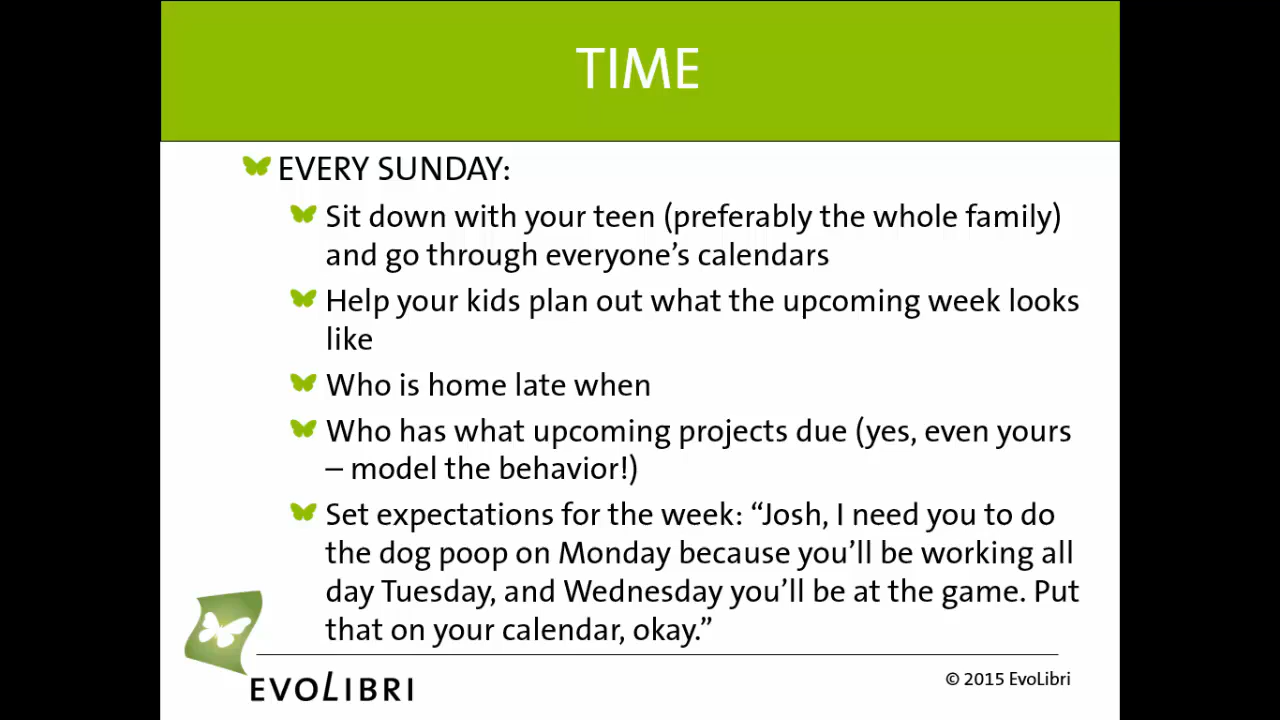 TIME
EVERY SUNDAY:
Sit down with your teen (preferably the whole family)
and go through everyone’s calendars
Help your kids plan out what the upcoming week looks
like
Who is home late when
Who has what upcoming projects due (yes, even yours
– model the behavior!)
Set expectations for the week: “Josh, I need you to do
the dog poop on Monday because you’ll be working all
day Tuesday, and Wednesday you’ll be at the game. Put
that on your calendar, okay.”
EVOLIBRI
© 2015 EvoLibri